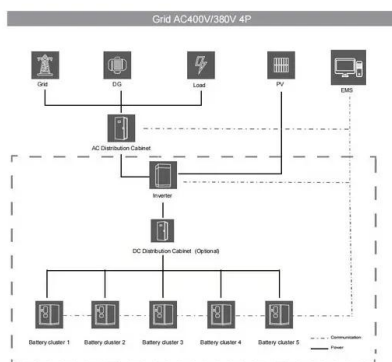 Grid AC400V/380V 4P
Grid
DG
Load
PV
EMS
AC Distribution Cabinet
Inverter
DC Distribution Cabinet (Optional)
Battery cluster 1
Battery cluster 2
Battery cluster 3
Battery cluster 4
Battery cluster 5
Communication
Power